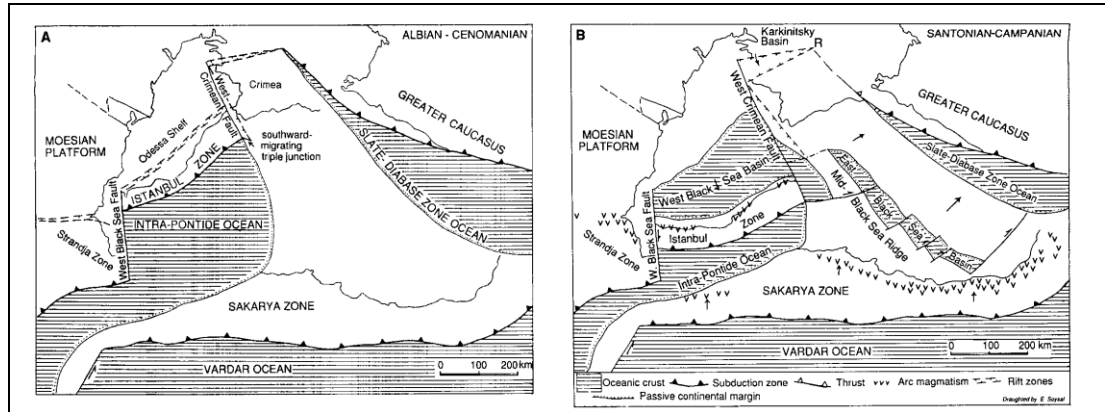 A
ALBIAN - CENOMANIAN
Crimea
West
Crimean
Fault
GREATER CAUCASUS
MOESIAN
PLATFORM
Odessa Shelf
southward-
migrating
triple junction
SLATE- DIABASE ZONE OCEAN
ISTANBUL ZONE
INTRA-PONTIDE OCEAN
West Black Sea Fault
Strandja Zone
SAKARYA ZONE
0 100 200 km
VARDAR OCEAN
B
Karkinitsky
Basin
R
SANTONIAN-CAMPANIAN
West Crimean Fault
GREATER CAUCASUS
MOESIAN
PLATFORM
Slate-Diabase Zone Ocean
West Black Sea Basin
East
Black
Sea
Basin
Mid-
Black Sea Ridge
W. Black Sea Fault
Istanbul Zone
Strandja Zone
Intra-Pontide Ocean
SAKARYA ZONE
0 100 200 km
VARDAR OCEAN
Oceanic crust Subduction zone Thrust Arc magmatism Rift zones
Passive continental margin
Draughted by E Soysal